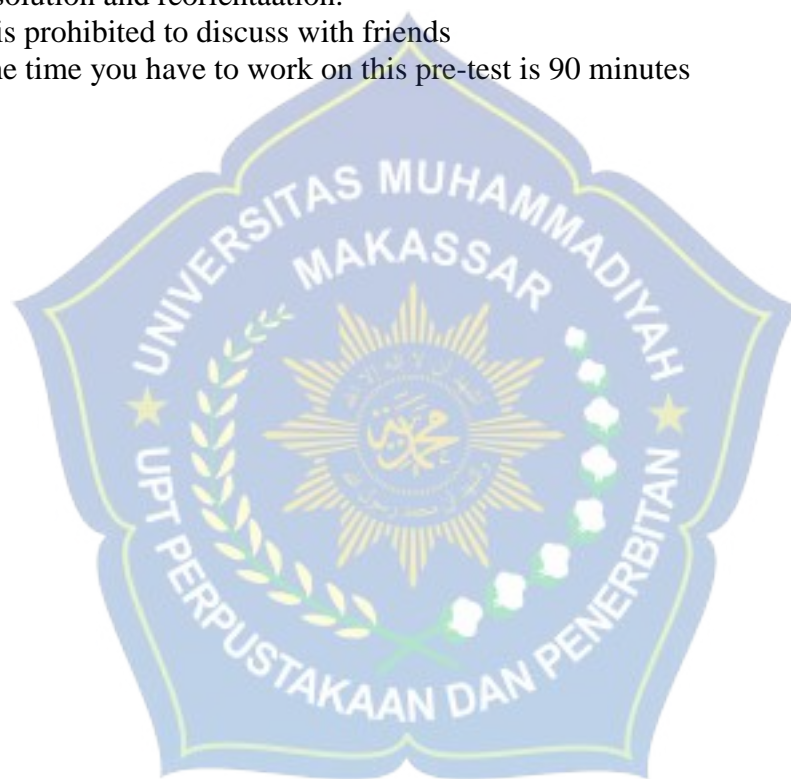 solution and reorientaation.
is prohibited to discuss with friends
ne time you have to work on this pre-test is 90 minutes
UNIVERSITAS MUHAMMADIYAH
MAKASSAR
UPT PERPUSTAKAAN DAN PENERBITAN